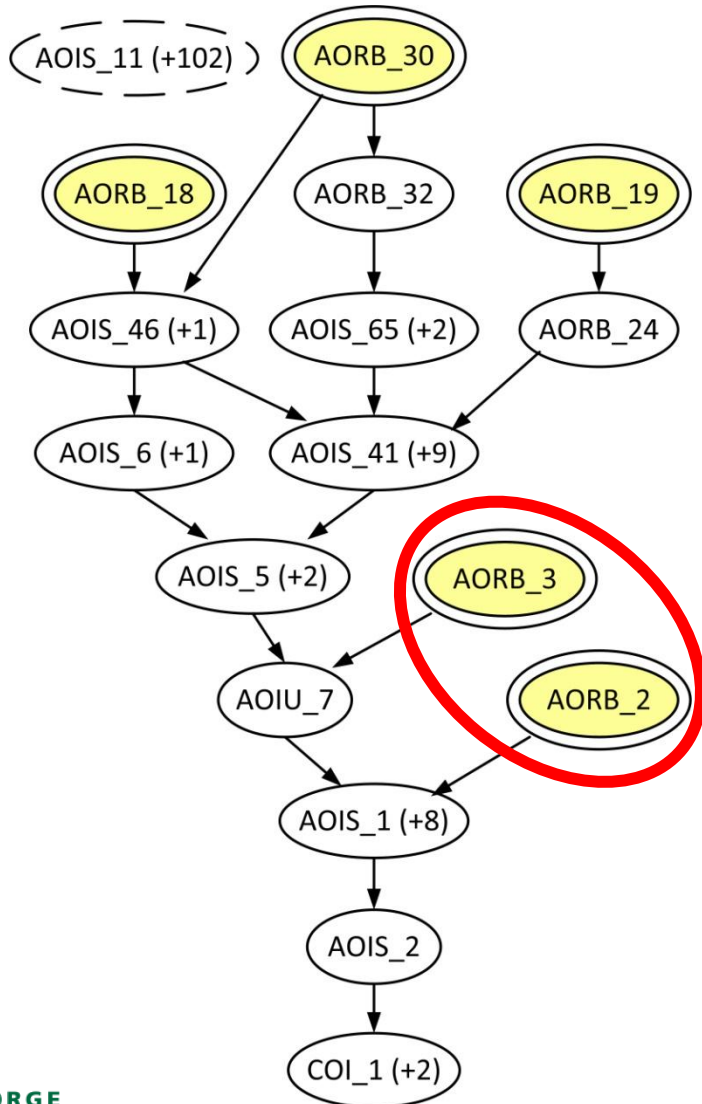 AOIS_11 (+102)
AORB_30
AORB_18
AORB_32
AORB_19
AOIS_46 (+1)
AOIS_65 (+2)
AORB_24
AOIS_6 (+1)
AOIS_41 (+9)
AOIS_5 (+2)
AORB_3
AOIU_7
AORB_2
AOIS_1 (+8)
AOIS_2
COI_1 (+2)